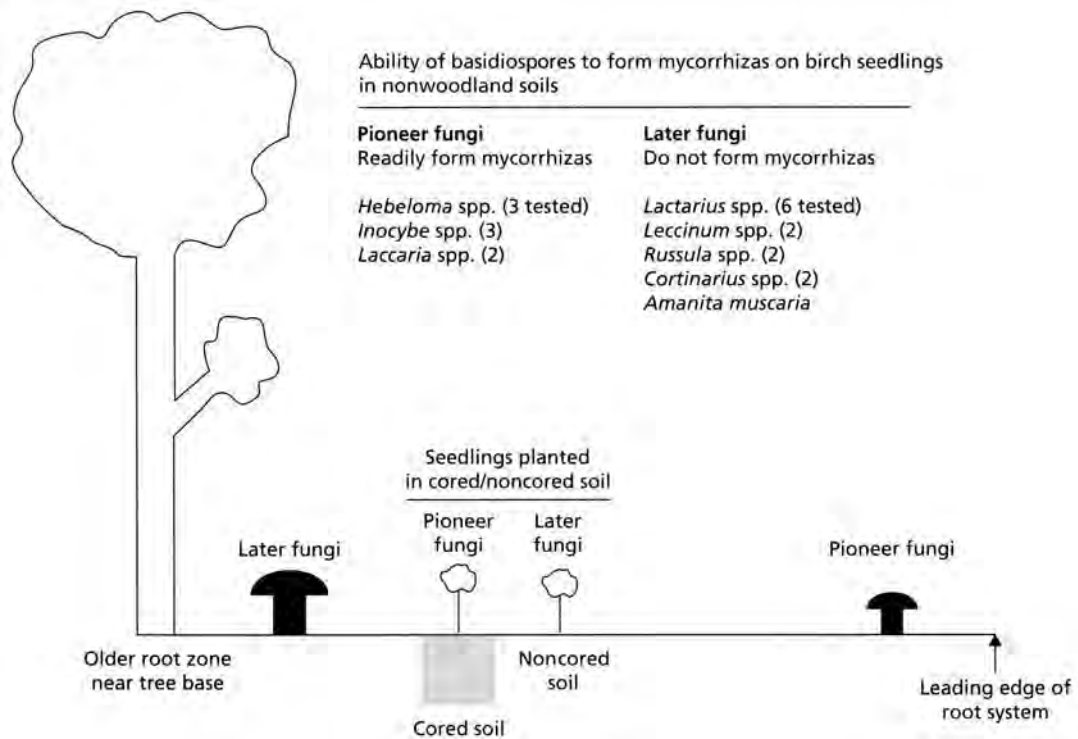 Ability of basidiospores to form mycorrhizas on birch seedlings
in nonwoodland soils
Pioneer fungi
Readily form mycorrhizas
Hebeloma spp. (3 tested)
Inocybe spp. (3)
Laccaria spp. (2)
Later fungi
Do not form mycorrhizas
Lactarius spp. (6 tested)
Leccinum spp. (2)
Russula spp. (2)
Cortinarius spp. (2)
Amanita muscaria
Seedlings planted
in cored/noncored soil
Later fungi
Pioneer
fungi
Later
fungi
Pioneer fungi
Older root zone
near tree base
Cored soil
Noncored
soil
Leading edge of
root system